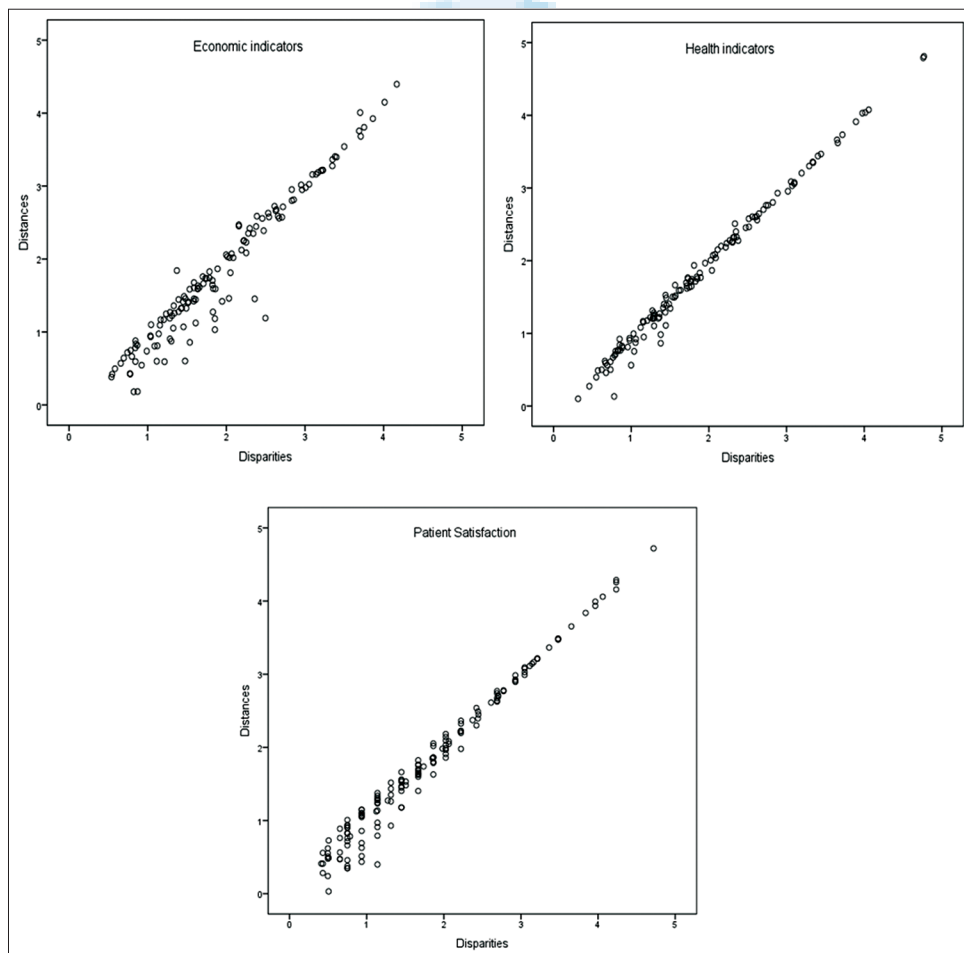 Economic indicators
5
4
3
2
1
0
Distances
0 1 2 3 4 5
Disparities
Health indicators
5
4
3
2
1
0
Distances
0 1 2 3 4 5
Disparities
Patient Satisfaction
5
4
3
2
1
0
Distances
0 1 2 3 4 5
Disparities